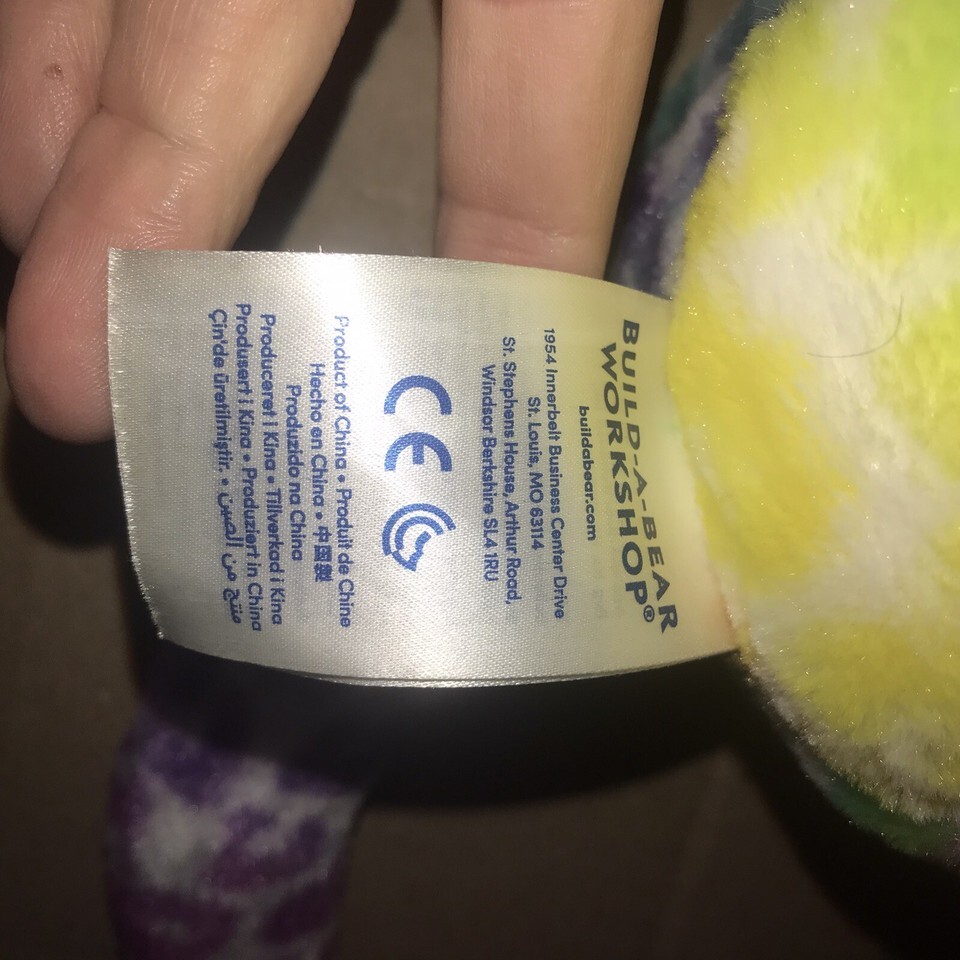 BUILD-A-BEAR
WORKSHOP®
buildabear.com
1954 Innerbelt Business Center Drive
St. Louis, MO 63114
St. Stephens House, Arthur Road,
Windsor Berkshire SL4 1RU
CE
Product of China • Produit de Chine
Hecho en China • 中国製
Produzido na China
Produceret i Kina • Tillverkad i Kina
Produsert i Kina • Produziert in China
Çin'de üretilmiştir. • منتج من الصين